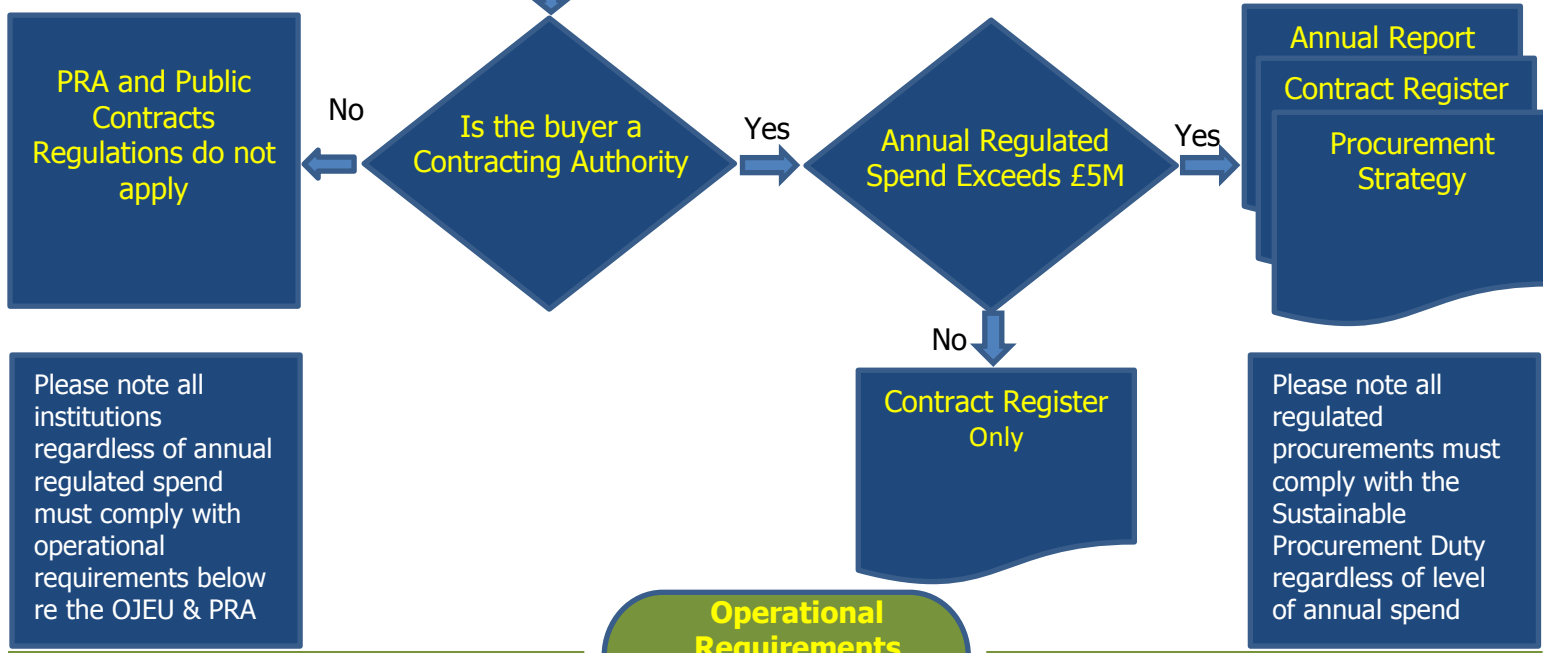 PRA and Public
Contracts
Regulations do not
apply
No
Is the buyer a
Contracting Authority
Yes
Annual Regulated
Spend Exceeds £5M
Yes
Annual Report
Contract Register
Procurement
Strategy
No
Contract Register
Only
Please note all
institutions
regardless of annual
regulated spend
must comply with
operational
requirements below
re the OJEU & PRA
Please note all
regulated
procurements must
comply with the
Sustainable
Procurement Duty
regardless of level
of annual spend
Operational
Requirements